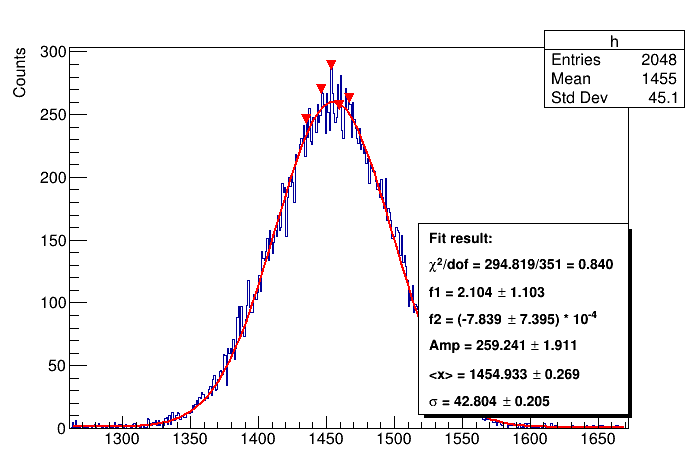 h
Entries 2048
Mean 1455
Std Dev 45.1
Counts
300
250
200
150
100
50
0
1300 1350 1400 1450 1500 1550 1600 1650
Fit result:
χ²/dof = 294.819/351 = 0.840
f1 = 2.104 ± 1.103
f2 = (-7.839 ± 7.395) * 10⁻⁴
Amp = 259.241 ± 1.911
<x> = 1454.933 ± 0.269
σ = 42.804 ± 0.205